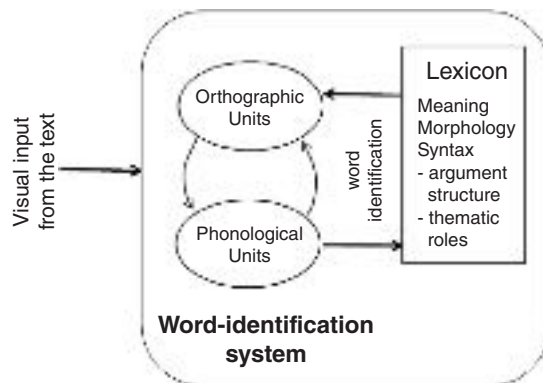 Visual input
from the text
Orthographic
Units
Phonological
Units
word
identification
Lexicon
Meaning
Morphology
Syntax
- argument
structure
- thematic
roles
Word-identification
system